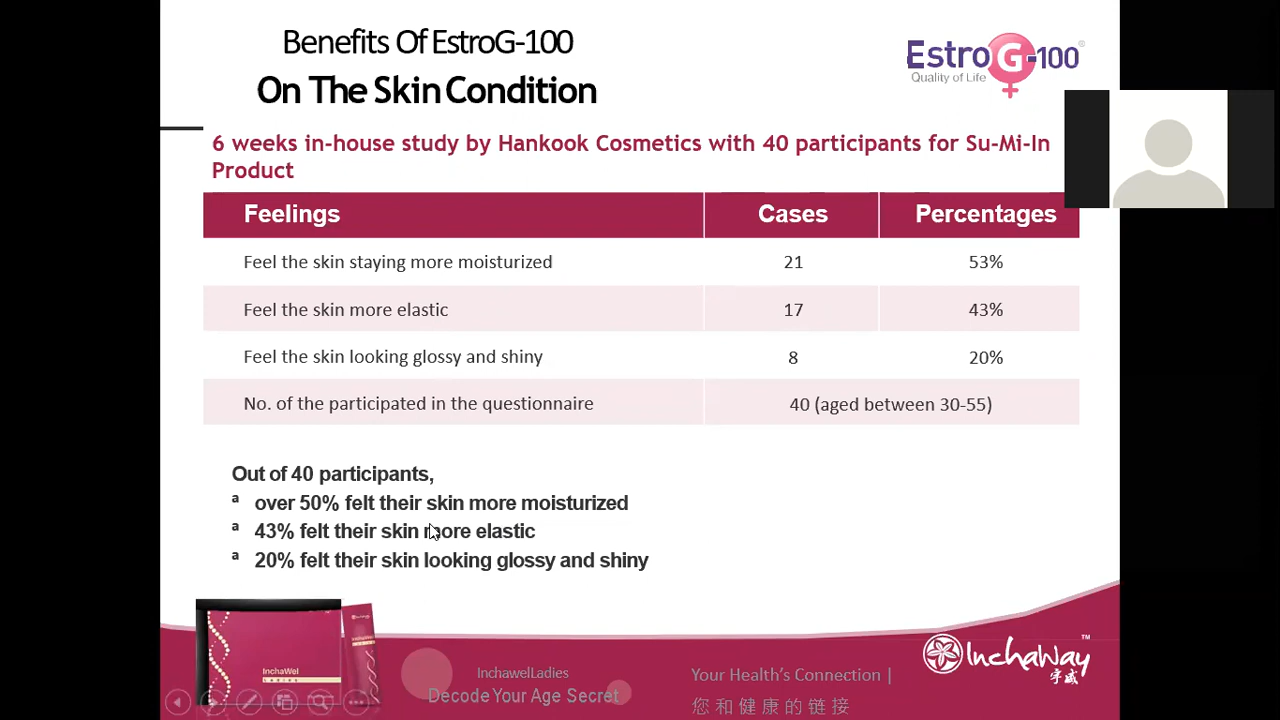 Benefits Of EstroG-100
On The Skin Condition
EstroG-100®
Quality of Life
6 weeks in-house study by Hankook Cosmetics with 40 participants for Su-Mi-In
Product
Feelings Cases Percentages
Feel the skin staying more moisturized 21 53%
Feel the skin more elastic 17 43%
Feel the skin looking glossy and shiny 8 20%
No. of the participated in the questionnaire 40 (aged between 30-55)
Out of 40 participants,
ª over 50% felt their skin more moisturized
ª 43% felt their skin more elastic
ª 20% felt their skin looking glossy and shiny
InchaWel
LADIES
InchawelLadies
Decode Your Age Secret
Your Health’s Connection |
您和健康的链接
InchaWay™
宇威